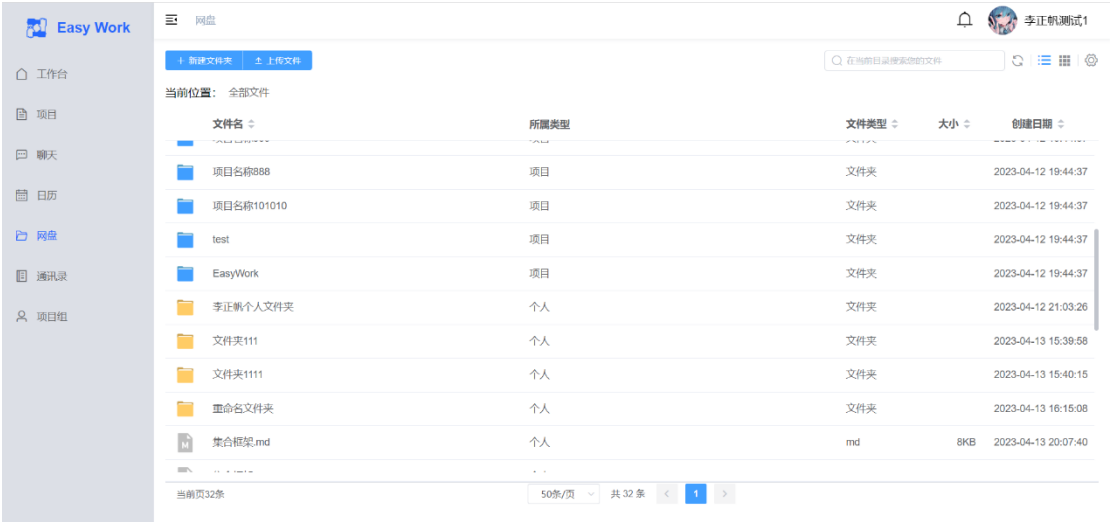 Easy Work
网盘
李正帆测试1
工作台
项目
聊天
日历
网盘
通讯录
项目组
+ 新建文件夹
上传文件
在当前目录搜索您的文件
当前位置： 全部文件
文件名 所属类型 文件类型 大小 创建日期
项目名称888 项目 文件夹 2023-04-12 19:44:37
项目名称101010 项目 文件夹 2023-04-12 19:44:37
test 项目 文件夹 2023-04-12 19:44:37
EasyWork 项目 文件夹 2023-04-12 19:44:37
李正帆个人文件夹 个人 文件夹 2023-04-12 21:03:26
文件夹111 个人 文件夹 2023-04-13 15:39:58
文件夹1111 个人 文件夹 2023-04-13 15:40:15
重命名文件夹 个人 文件夹 2023-04-13 16:15:08
M 集合框架.md 个人 md 8KB 2023-04-13 20:07:40
当前页32条 50条/页 共 32 条 < 1 >